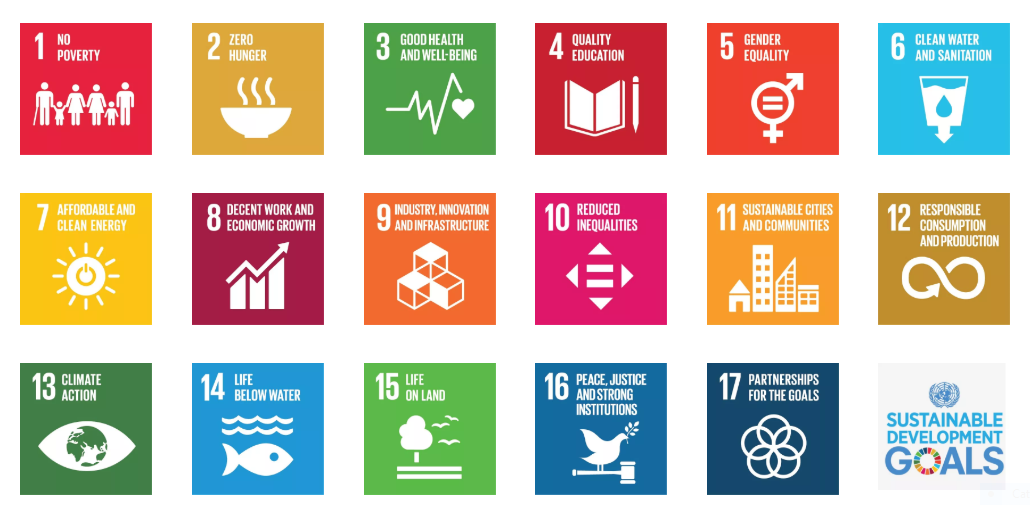 1 NO
POVERTY
2 ZERO
HUNGER
3 GOOD HEALTH
AND WELL-BEING
4 QUALITY
EDUCATION
5 GENDER
EQUALITY
6 CLEAN WATER
AND SANITATION
7 AFFORDABLE AND
CLEAN ENERGY
8 DECENT WORK AND
ECONOMIC GROWTH
9 INDUSTRY, INNOVATION
AND INFRASTRUCTURE
10 REDUCED
INEQUALITIES
11 SUSTAINABLE CITIES
AND COMMUNITIES
12 RESPONSIBLE
CONSUMPTION
AND PRODUCTION
13 CLIMATE
ACTION
14 LIFE
BELOW WATER
15 LIFE
ON LAND
16 PEACE, JUSTICE
AND STRONG
INSTITUTIONS
17 PARTNERSHIPS
FOR THE GOALS
SUSTAINABLE
DEVELOPMENT
GOALS